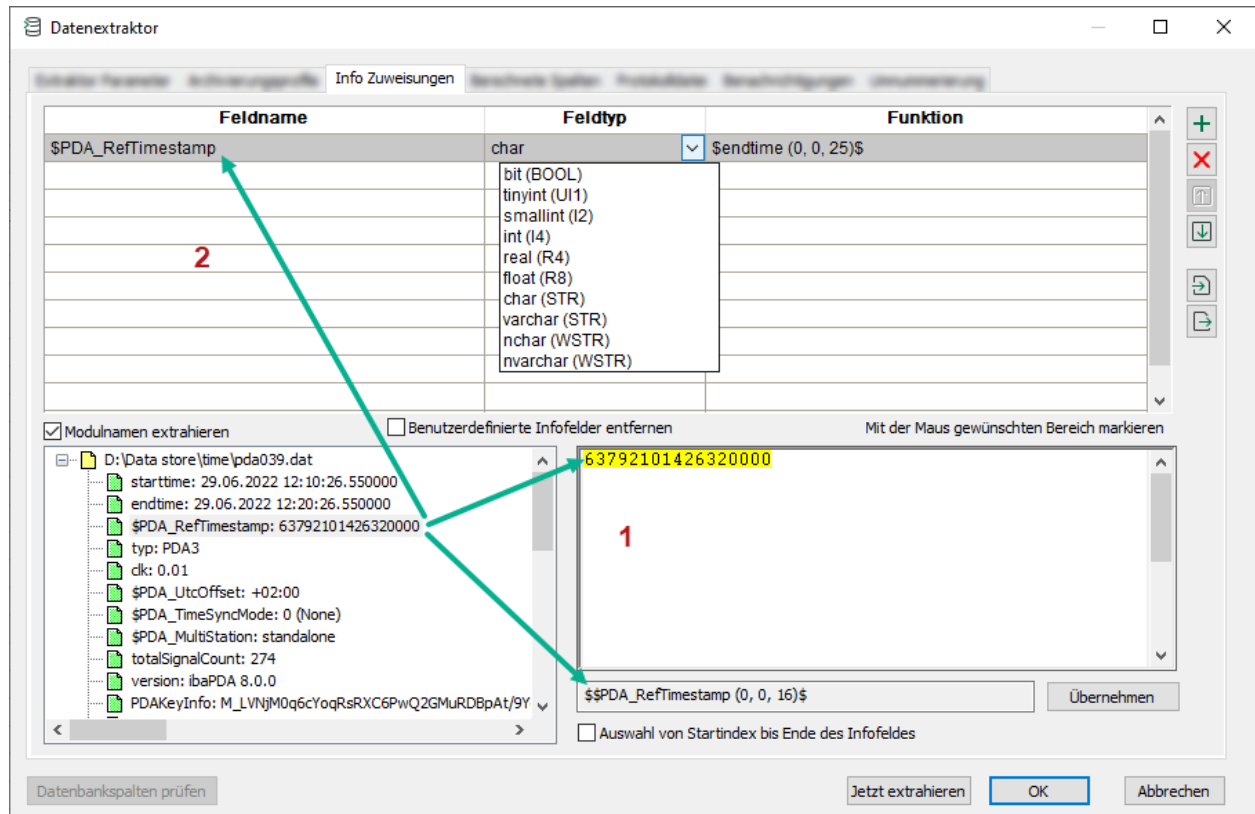 Datenextraktor
Info Zuweisungen
Feldname Feldtyp Funktion
$PDA_RefTimestamp char $endtime (0, 0, 25)$
bit (BOOL)
tinyint (UI1)
smallint (I2)
int (I4)
real (R4)
float (R8)
char (STR)
varchar (STR)
nchar (WSTR)
nvarchar (WSTR)
2
Modulnamen extrahieren Benutzerdefinierte Infofelder entfernen Mit der Maus gewünschten Bereich markieren
D:\Data store\time\pda039.dat
starttime: 29.06.2022 12:10:26.550000
endtime: 29.06.2022 12:20:26.550000
$PDA_RefTimestamp: 63792101426320000
typ: PDA3
clk: 0.01
$PDA_UtcOffset: +02:00
$PDA_TimeSyncMode: 0 (None)
$PDA_MultiStation: standalone
totalSignalCount: 274
version: ibaPDA 8.0.0
PDAKeyInfo: M_LVNjM0q6cYoqRsRXC6PwQ2GMuRDBpAt/9Y
63792101426320000
1
$$PDA_RefTimestamp (0, 0, 16)$ Übernehmen
Auswahl von Startindex bis Ende des Infofeldes
Datenbankspalten prüfen Jetzt extrahieren OK Abbrechen